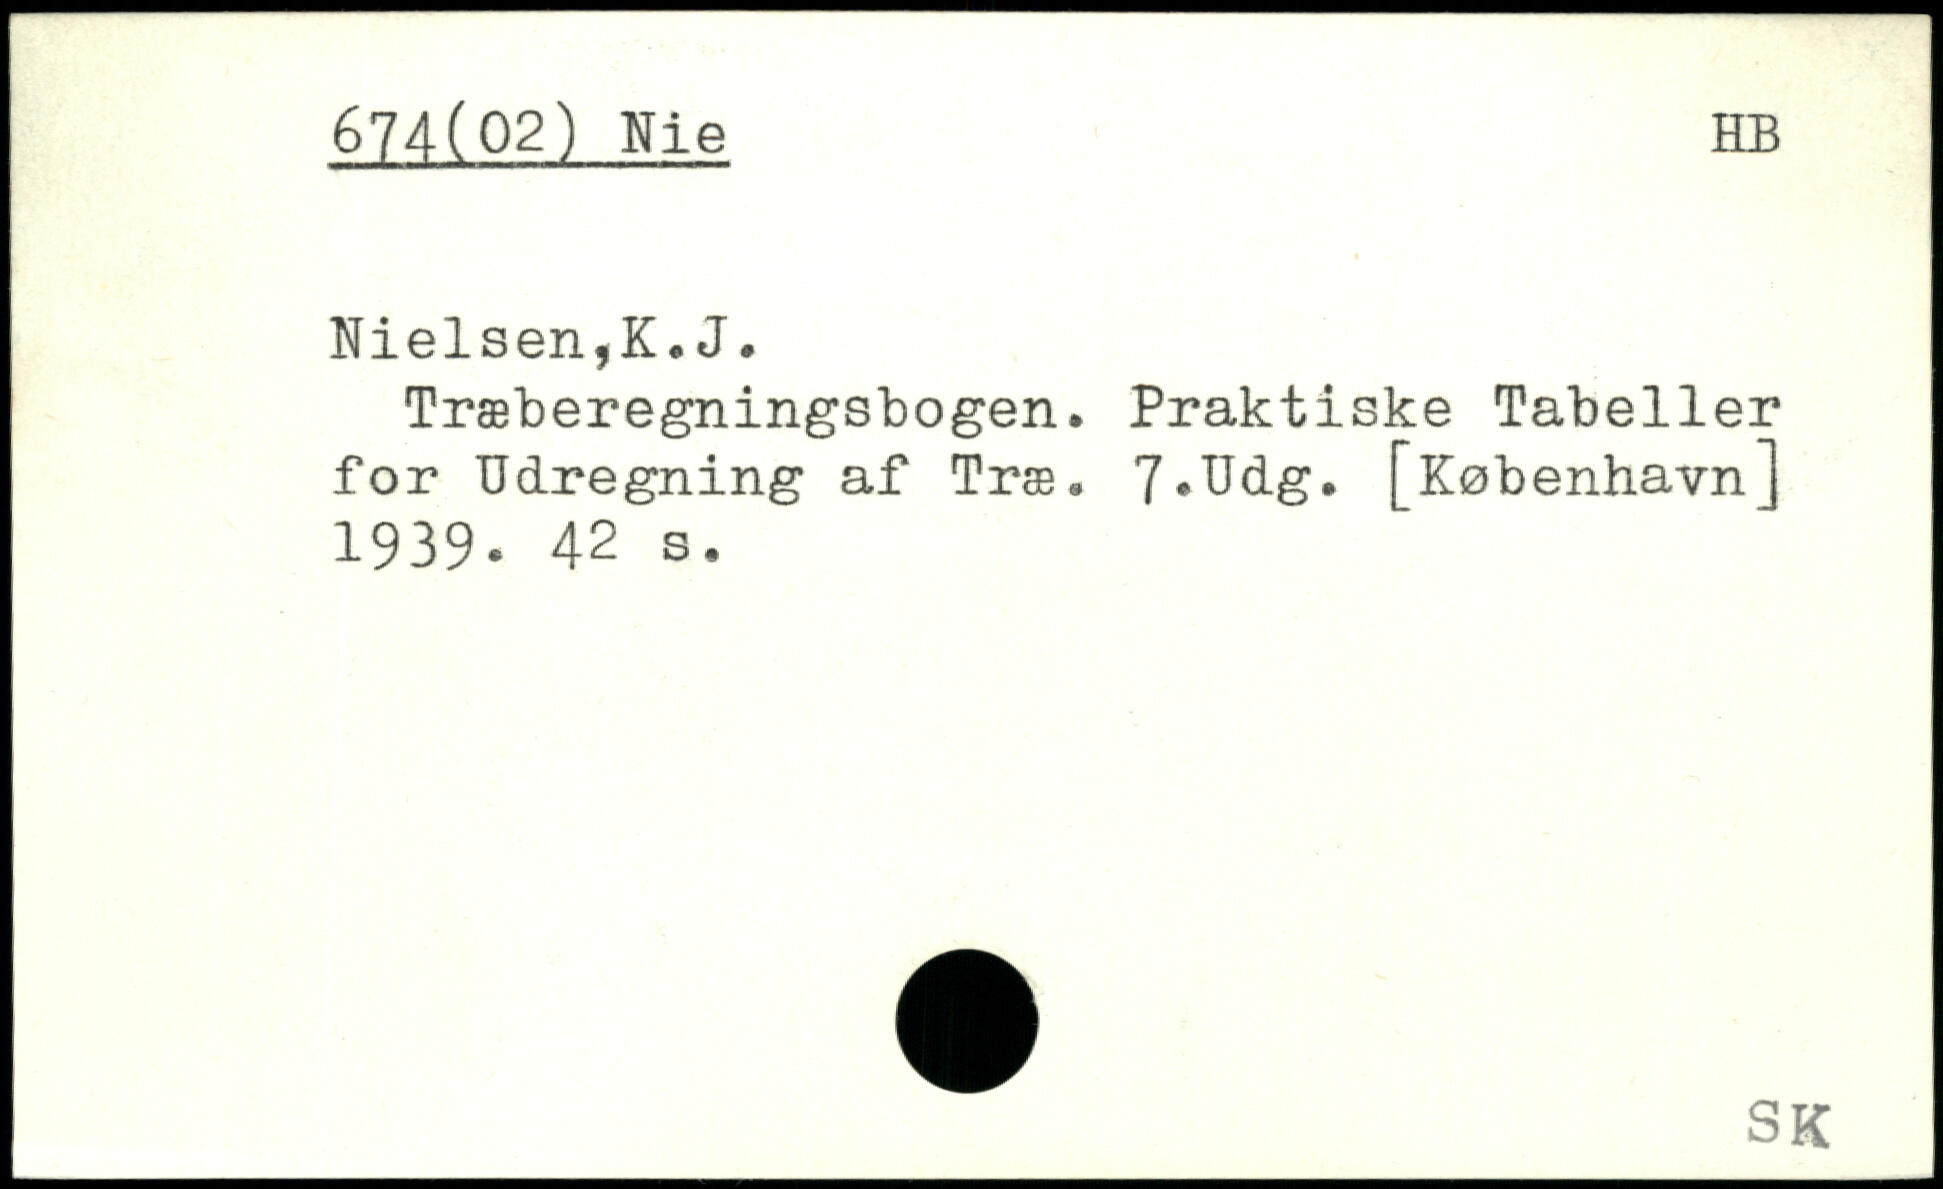 674(02) Nie HB
Nielsen,K.J.
Træberegningsbogen. Praktiske Tabeller
for Udregning af Træ. 7.Udg. [København]
1939. 42 s.
SK